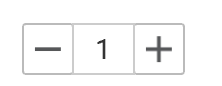 — 1 +